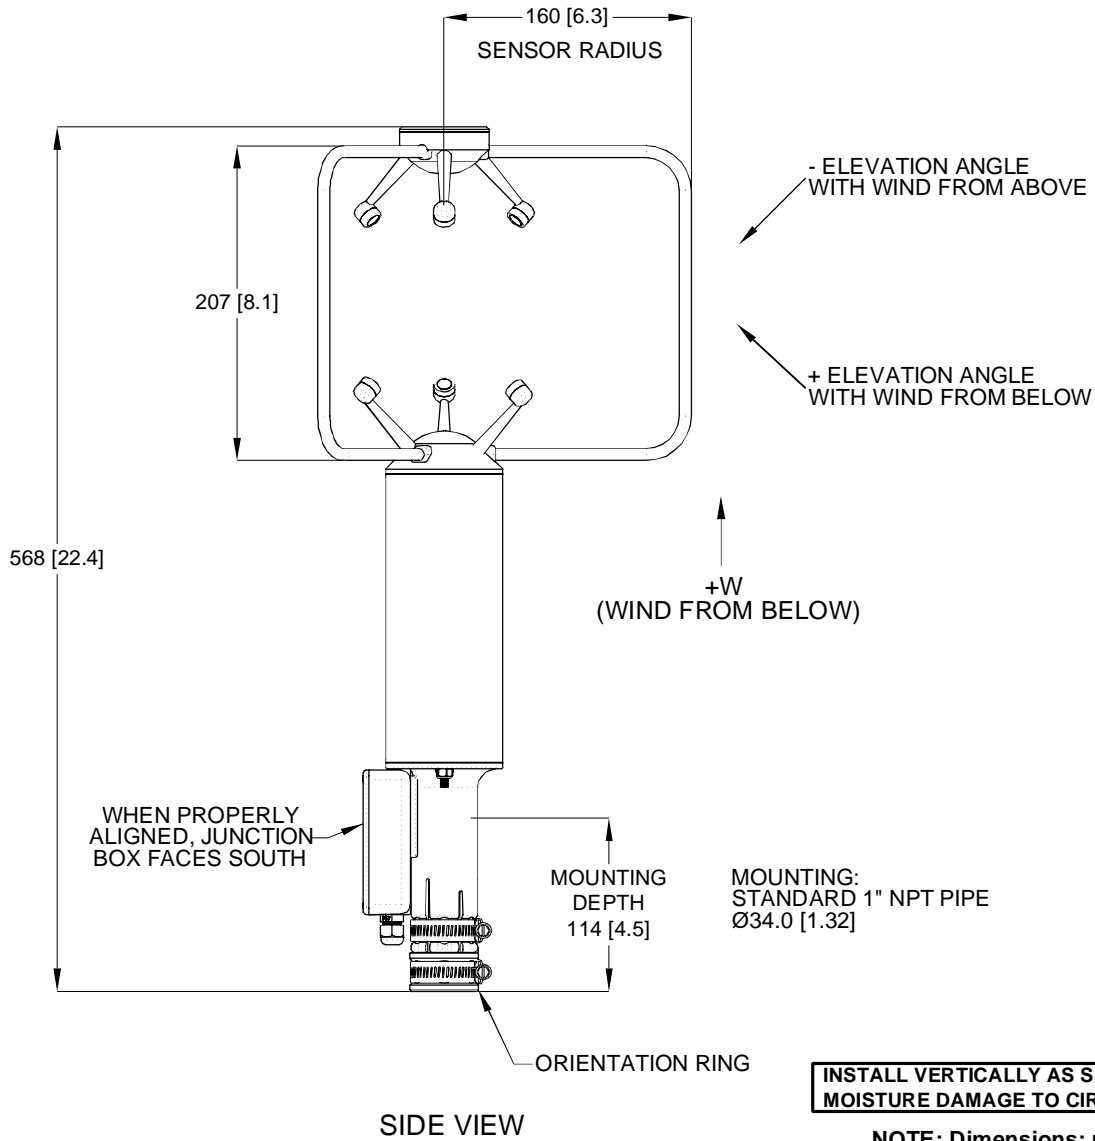 160 [6.3]
SENSOR RADIUS
- ELEVATION ANGLE
WITH WIND FROM ABOVE
207 [8.1]
+ ELEVATION ANGLE
WITH WIND FROM BELOW
568 [22.4]
+W
(WIND FROM BELOW)
WHEN PROPERLY
ALIGNED, JUNCTION
BOX FACES SOUTH
MOUNTING
DEPTH
114 [4.5]
MOUNTING:
STANDARD 1" NPT PIPE
Ø34.0 [1.32]
ORIENTATION RING
INSTALL VERTICALLY AS
MOISTURE DAMAGE TO
SIDE VIEW
NOTE: Dimensions: